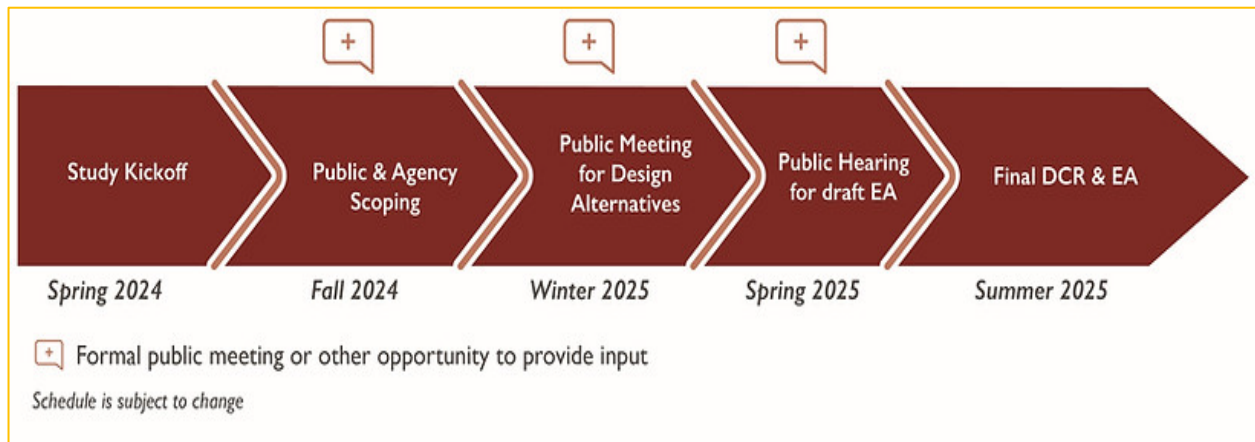 Study Kickoff
Public & Agency
Scoping
Public Meeting
for Design
Alternatives
Public Hearing
for draft EA
Final DCR & EA
Spring 2024
Fall 2024
Winter 2025
Spring 2025
Summer 2025
Formal public meeting or other opportunity to provide input
Schedule is subject to change